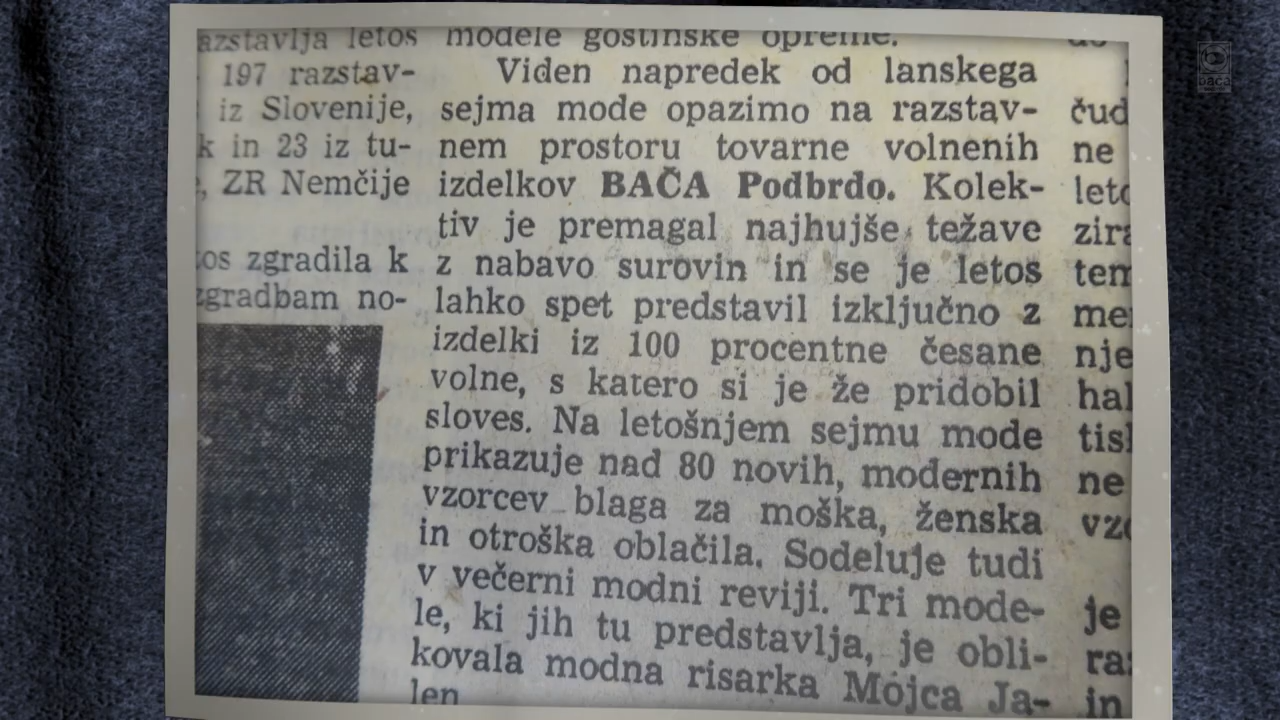 azstavlja letos
197 razstav-
iz Slovenije,
k in 23 iz tu-
ZR Nemčije
os zgradila k
zgradbam no-
modele gostinske opreme.
Viden napredek od lanskega
sejma mode opazimo na razstav-
nem prostoru tovarne volnenih
izdelkov BAČA Podbrdo. Kolek-
tiv je premagal najhujše težave
z nabavo surovin in se je letos
lahko spet predstavil izključno z
izdelki iz 100 procentne česane
volne, s katero si je že pridobil
sloves. Na letošnjem sejmu mode
prikazuje nad 80 novih, modernih
vzorcev blaga za moška, ženska
in otroška oblačila. Sodeluje tudi
v večerni modni reviji. Tri mode-
le, ki jih tu predstavlja, je obli-
kovala modna risarka Mojca Ja-
len
čud
ne
leto
zira
tem
me
nje
hal
tisl
ne
vzo
je
ra
in
bača